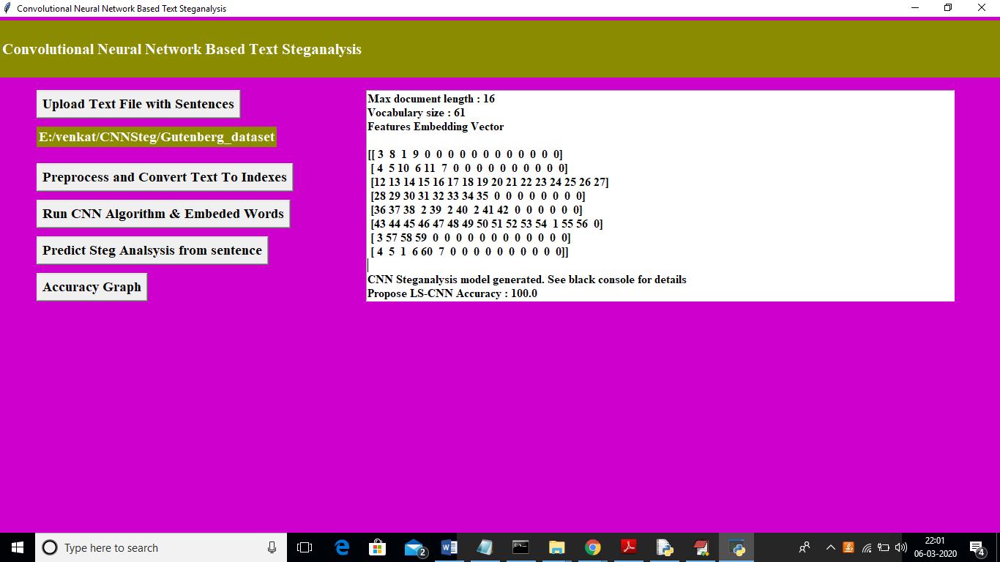 Convolutional Neural Network Based Text Steganalysis
Convolutional Neural Network Based Text Steganalysis
Upload Text File with Sentences
E:/venkat/CNNSteg/Gutenberg_dataset
Preprocess and Convert Text To Indexes
Run CNN Algorithm & Embeded Words
Predict Steg Analsysis from sentence
Accuracy Graph
Max document length : 16
Vocabulary size : 61
Features Embedding Vector
[[ 3 8 1 9 0 0 0 0 0 0 0 0 0 0 0 0]
[ 4 5 10 6 11 7 0 0 0 0 0 0 0 0 0 0]
[12 13 14 15 16 17 18 19 20 21 22 23 24 25 26 27]
[28 29 30 31 32 33 34 35 0 0 0 0 0 0 0 0]
[36 37 38 2 39 2 40 2 41 42 0 0 0 0 0 0]
[43 44 45 46 47 48 49 50 51 52 53 54 1 55 56 0]
[ 3 57 58 59 0 0 0 0 0 0 0 0 0 0 0 0]
[ 4 5 1 6 60 7 0 0 0 0 0 0 0 0 0 0]]
CNN Steganalysis model generated. See black console for details
Propose LS-CNN Accuracy : 100.0
Type here to search
2
22:01
06-03-2020
4